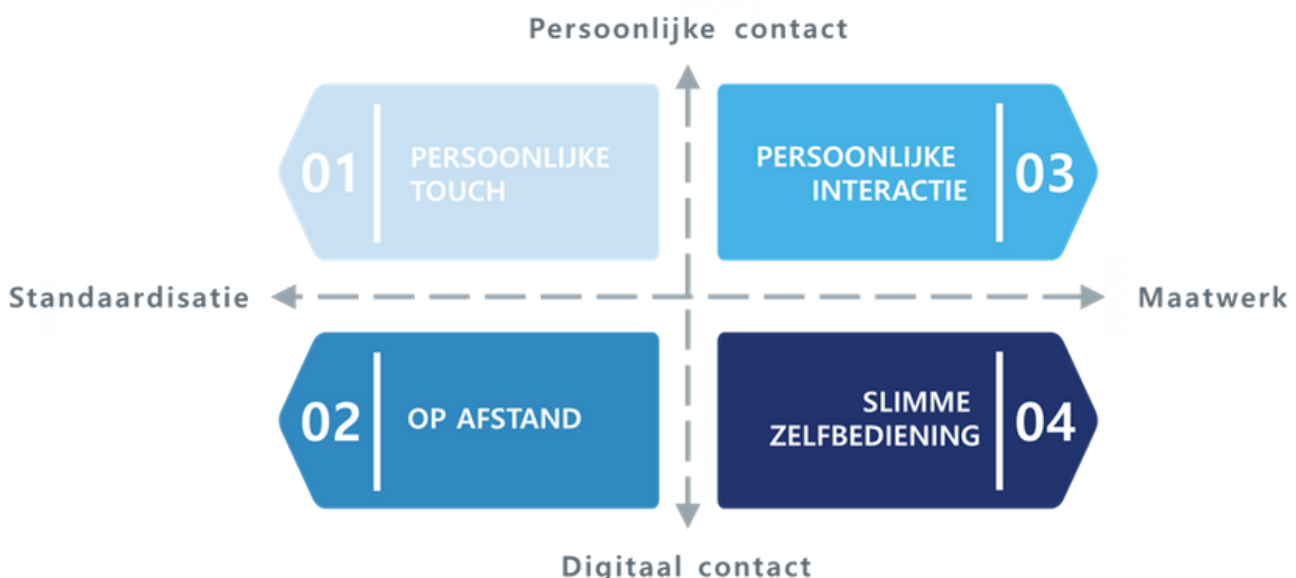 Persoonlijke contact
01
PERSOONLIJKE
TOUCH
PERSOONLIJKE
INTERACTIE
03
Standaardisatie
Maatwerk
02
OP AFSTAND
SLIMME
ZELFBEDIENING
04
Digitaal contact